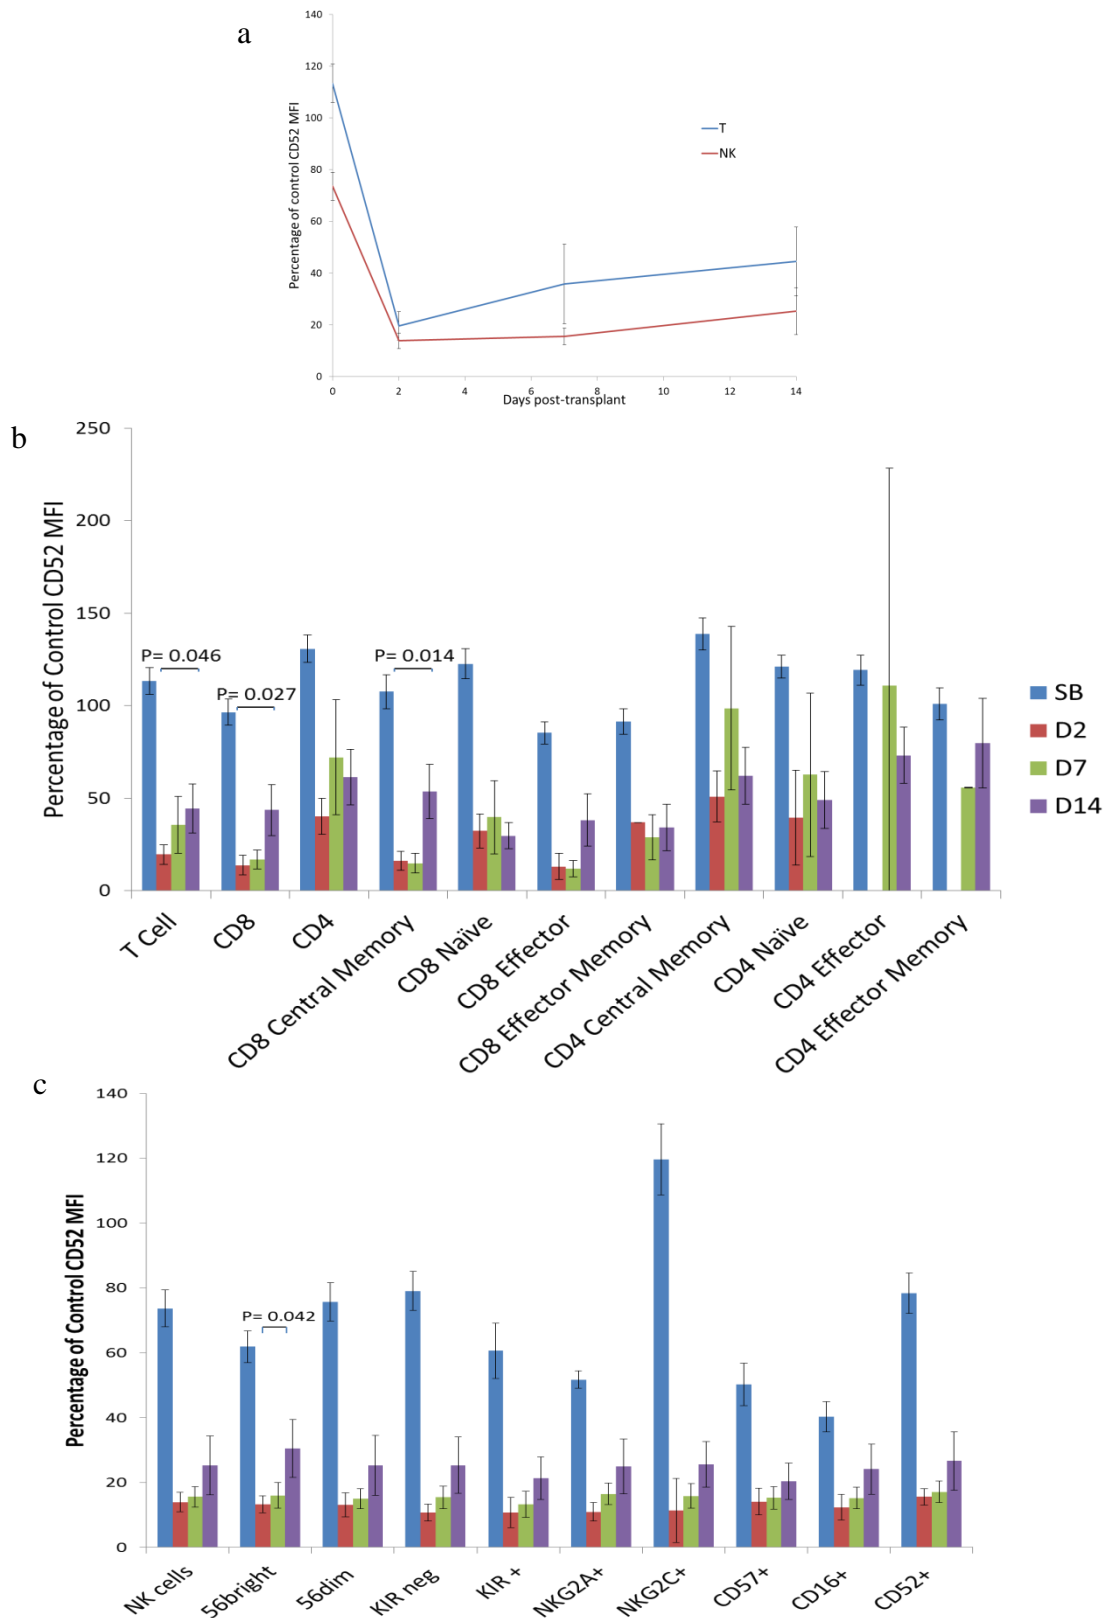 a
140
120
100
80
60
40
20
0
Percentage of control CD52 MFI
T
NK
0 2 4 6 8 10 12 14
Days post-transplant
b
250
200
150
100
50
0
Percentage of Control CD52 MFI
P= 0.046
P= 0.027
P= 0.014
SB
D2
D7
D14
T Cell
CD8
CD4
CD8 Central Memory
CD8 Naïve
CD8 Effector
CD8 Effector Memory
CD4 Central Memory
CD4 Naïve
CD4 Effector
CD4 Effector Memory
c
140
120
100
80
60
40
20
0
Percentage of Control CD52 MFI
P= 0.042
NK cells
56bright
56dim
KIR neg
KIR +
NKG2A+
NKG2C+
CD57+
CD16+
CD52+